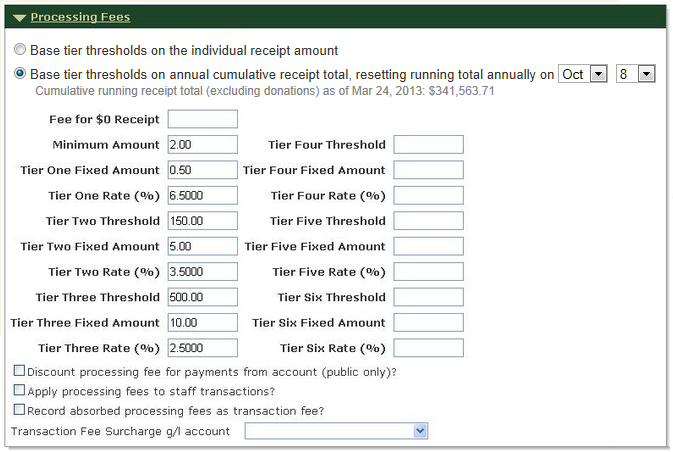 Processing Fees
Base tier thresholds on the individual receipt amount
Base tier thresholds on annual cumulative receipt total, resetting running total annually on Oct 8
Cumulative running receipt total (excluding donations) as of Mar 24, 2013: $341,563.71
Fee for $0 Receipt
Minimum Amount 2.00 Tier Four Threshold
Tier One Fixed Amount 0.50 Tier Four Fixed Amount
Tier One Rate (%) 6.5000 Tier Four Rate (%)
Tier Two Threshold 150.00 Tier Five Threshold
Tier Two Fixed Amount 5.00 Tier Five Fixed Amount
Tier Two Rate (%) 3.5000 Tier Five Rate (%)
Tier Three Threshold 500.00 Tier Six Threshold
Tier Three Fixed Amount 10.00 Tier Six Fixed Amount
Tier Three Rate (%) 2.5000 Tier Six Rate (%)
Discount processing fee for payments from account (public only)?
Apply processing fees to staff transactions?
Record absorbed processing fees as transaction fee?
Transaction Fee Surcharge g/l account